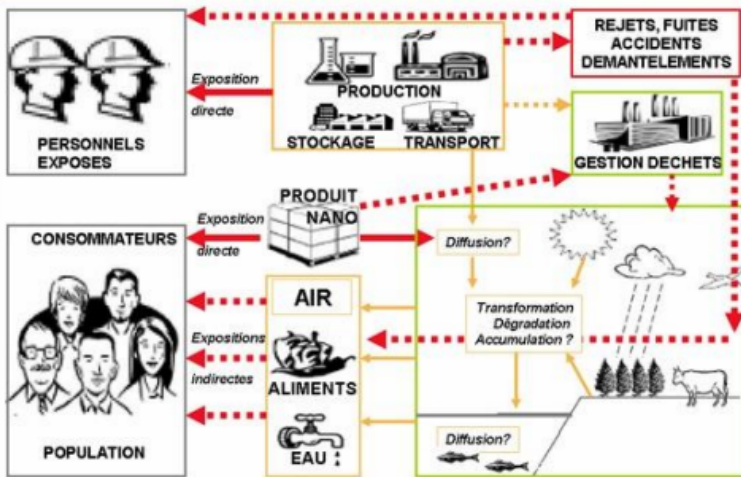 REJETS, FUITES
ACCIDENTS
DEMANTELEMENTS
Exposition
directe
PRODUCTION
STOCKAGE
TRANSPORT
PERSONNELS
EXPOSES
GESTION DECHETS
PRODUIT
NANO
Exposition
directe
CONSOMMATEURS
Diffusion?
AIR
Transformation
Dégradation
Accumulation ?
Expositions
indirectes
ALIMENTS
EAU
Diffusion?
POPULATION